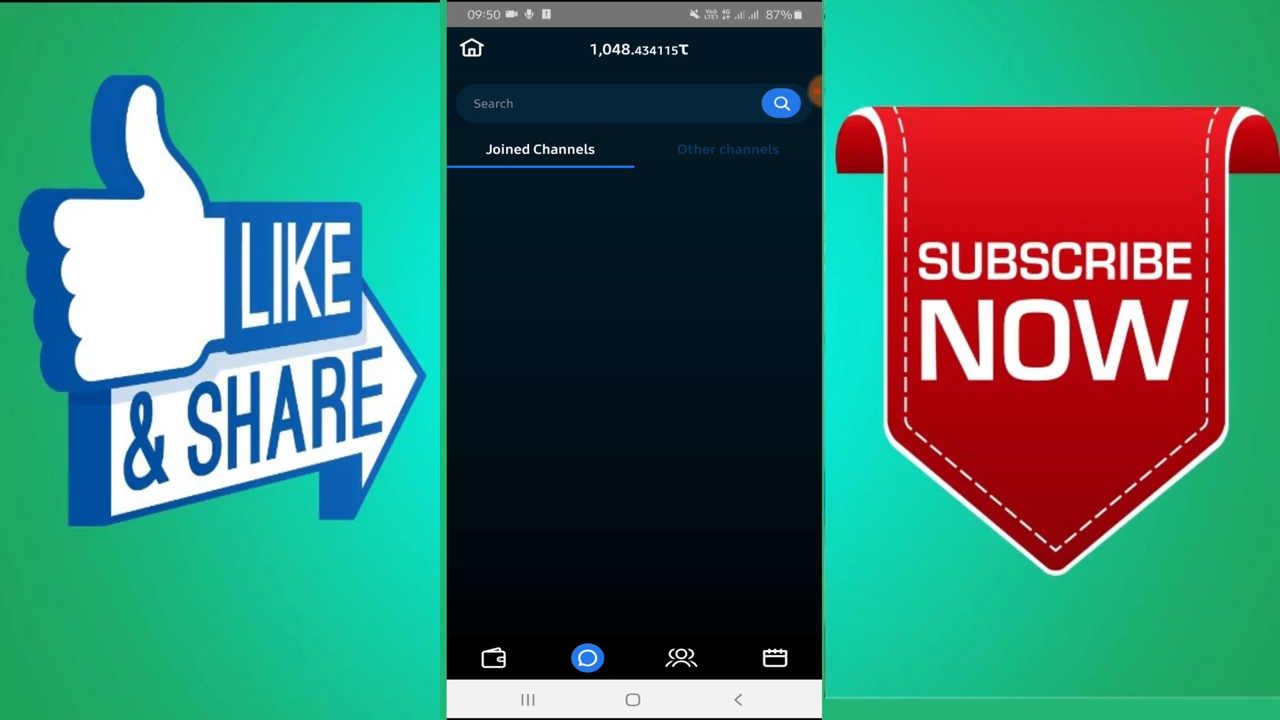 LIKE
& SHARE
09:50
87%
1,048.434115τ
Search
Joined Channels
Other channels
SUBSCRIBE
NOW